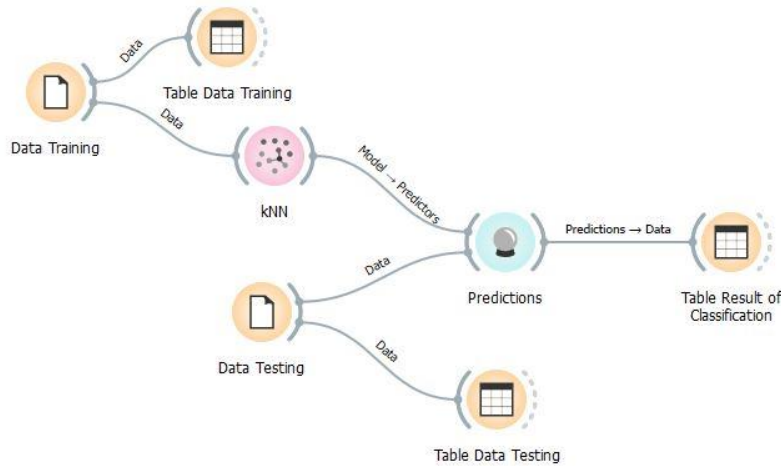 Data
Table Data Training
Data Training
Data
kNN
Model → Predictors
Predictions → Data
Predictions
Table Result of
Classification
Data
Data Testing
Data
Table Data Testing